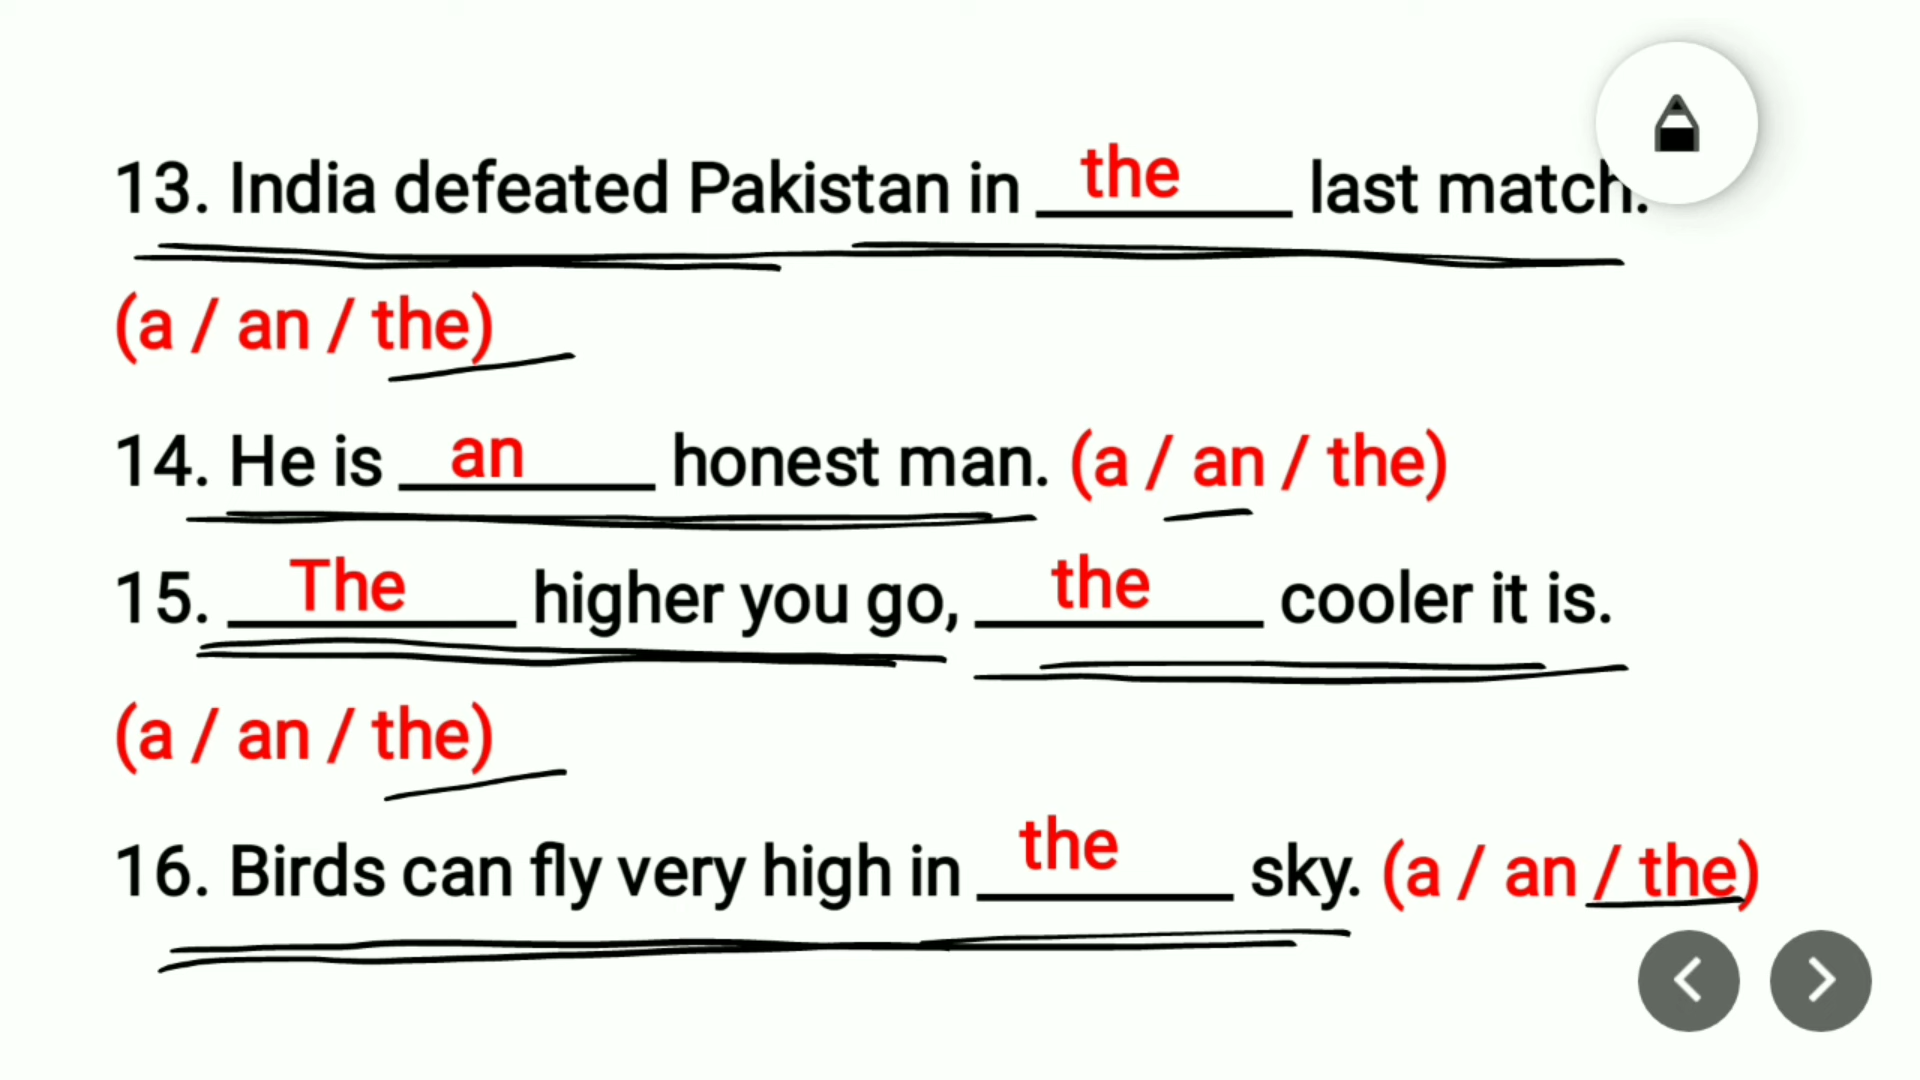 13. India defeated Pakistan in the last match.
(a / an / the)
14. He is an honest man. (a / an / the)
15. The higher you go, the cooler it is.
(a / an / the)
16. Birds can fly very high in the sky. (a / an / the)